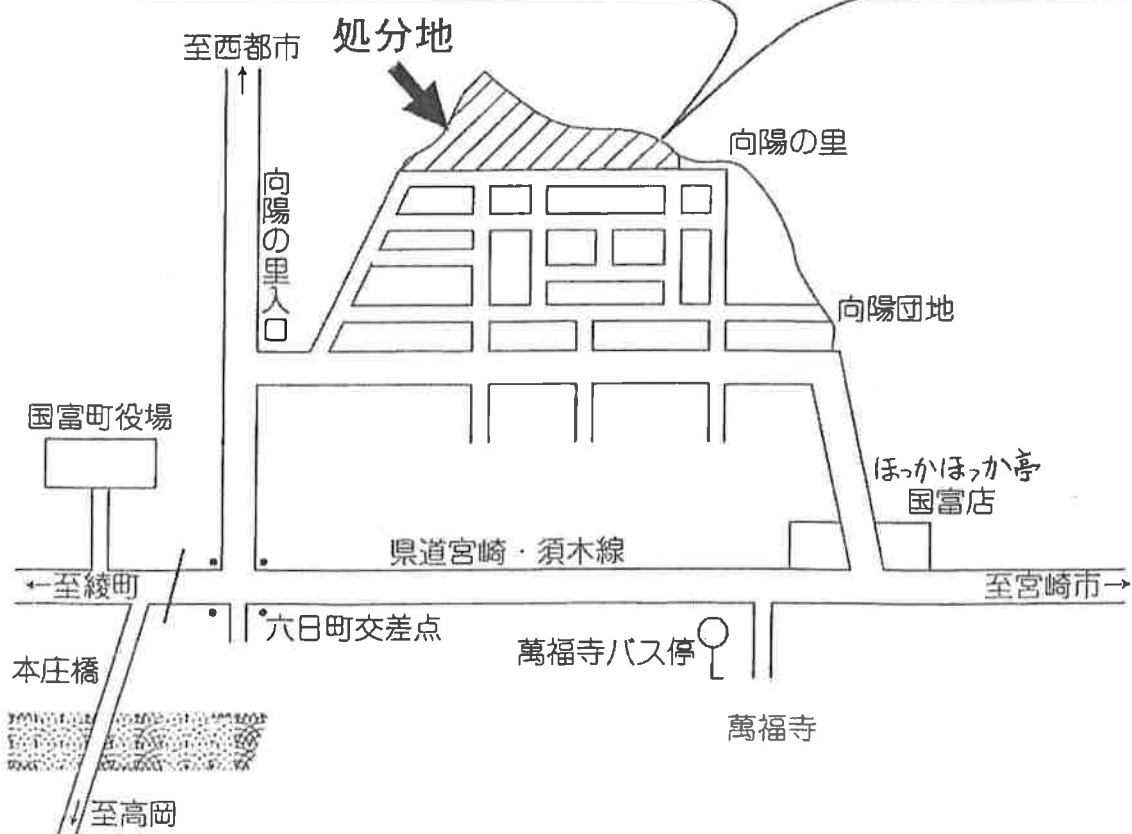 至西都市
処分地
向陽の里
向陽の里入口
向陽団地
国富町役場
ほっかほっか亭
国富店
県道宮崎・須木線
←至綾町
至宮崎市→
六日町交差点
萬福寺バス停
本庄橋
萬福寺
至高岡